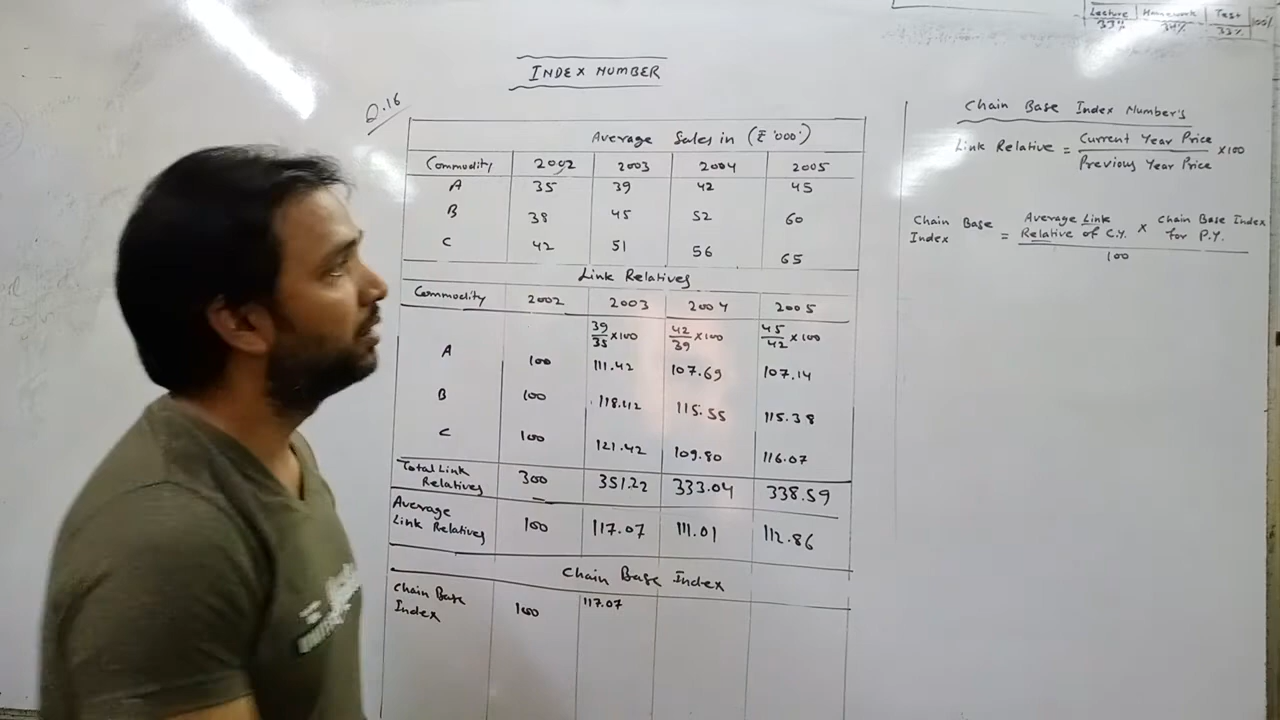 Lecture Homework Test
33% 34% 33% 100%
INDEX NUMBER
Q.16
Average Sales in (₹ '000')
Commodity 2002 2003 2004 2005
A 35 39 42 45
B 38 45 52 60
C 42 51 56 65
Link Relatives
Commodity 2002 2003 2004 2005
39/35 ×100 42/39 ×100 45/42 ×100
A 100 111.42 107.69 107.14
B 100 118.42 115.55 115.38
C 100 121.42 109.80 116.07
Total Link
Relatives 300 351.22 333.04 338.59
Average
Link Relatives 100 117.07 111.01 112.86
Chain Base Index
Chain Base
Index 100 117.07
Chain Base Index Number's
Link Relative = Current Year Price / Previous Year Price ×100
Chain Base Index = Average Link Relative of C.Y. × Chain Base Index for P.Y. / 100